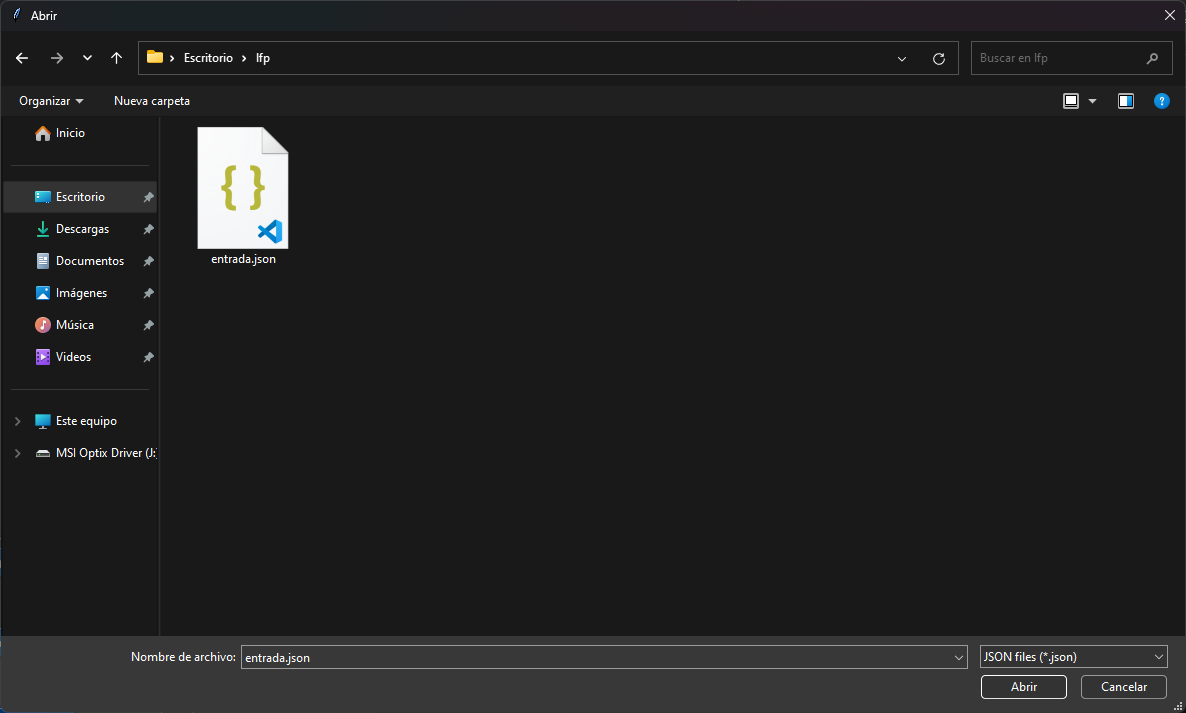 Abrir
Escritorio > lfp
Buscar en lfp
Organizar
Nueva carpeta
Inicio
Escritorio
Descargas
Documentos
Imágenes
Música
Videos
Este equipo
MSI Optix Driver (J:
entrada.json
Nombre de archivo: entrada.json
JSON files (*.json)
Abrir
Cancelar